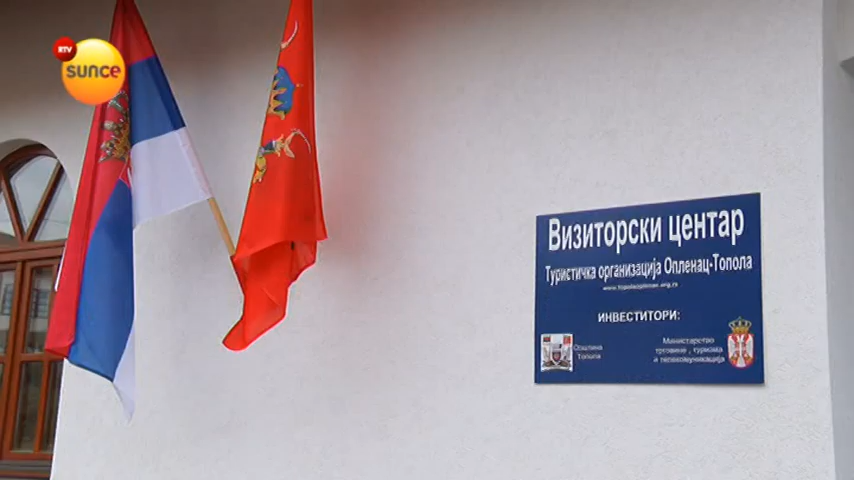 RTV
sunce
Визиторски центар
Туристичка организација Опленац-Топола
www.topolaoplenac.org.rs
ИНВЕСТИТОРИ:
Општина
Топола
Министарство
трговине , туризма
и телекомуникација